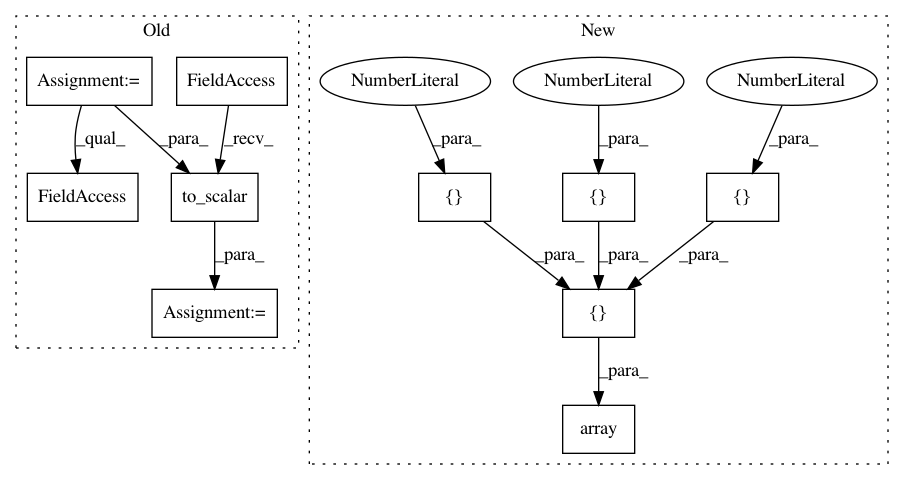 Old
New
Assignment:=
FieldAccess
NumberLiteral
NumberLiteral
NumberLiteral
_qual_
_para_
_recv_
_para_
_para_
_para_
FieldAccess
to_scalar
{}
{}
{}
_para_
_para_
_para_
_para_
Assignment:=
{}
_para_
array